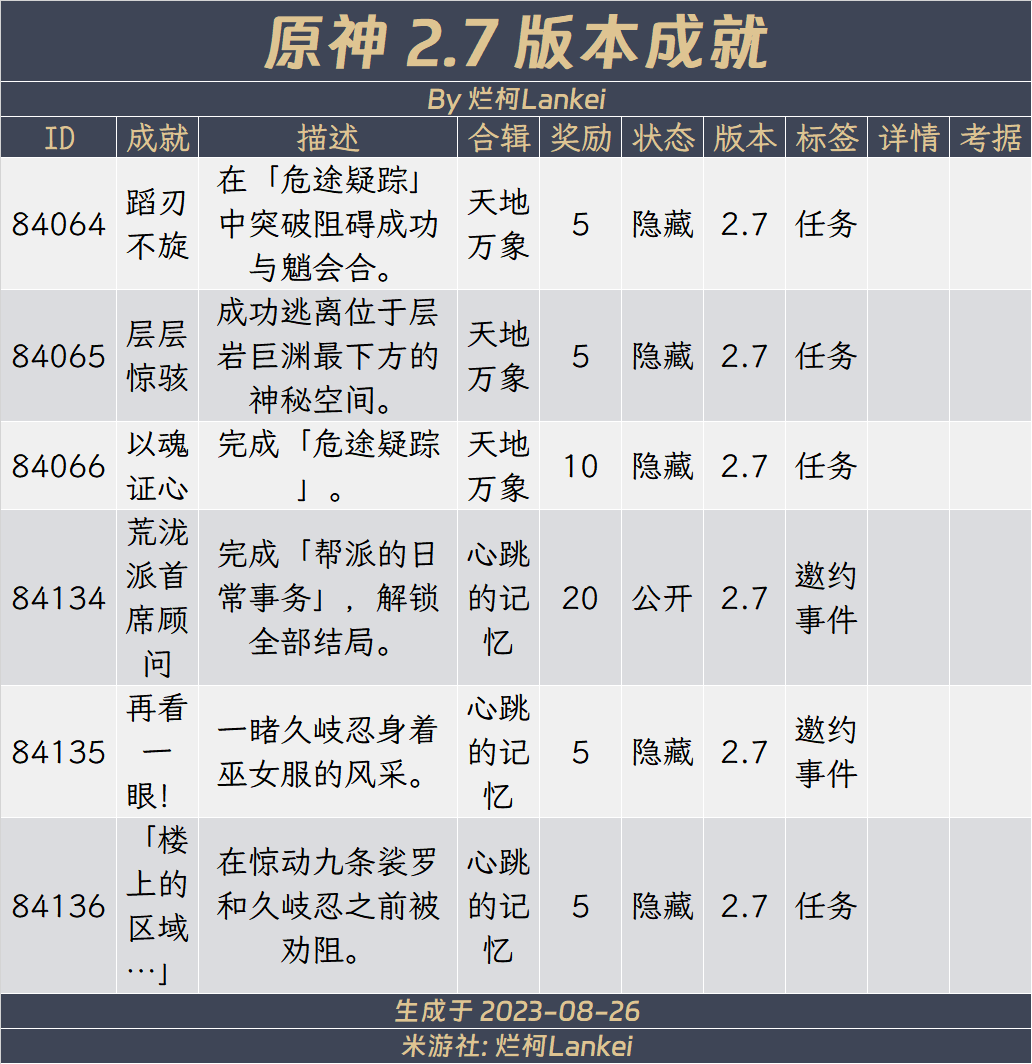 原神 2.7 版本成就
By 烂柯Lankei
ID 成就 描述 合辑 奖励 状态 版本 标签 详情 考据
84064 蹈刃不旋 在「危途疑踪」中突破阻碍成功与魈会合。 天地万象 5 隐藏 2.7 任务
84065 层层惊骇 成功逃离位于层岩巨渊最下方的神秘空间。 天地万象 5 隐藏 2.7 任务
84066 以魂证心 完成「危途疑踪」。 天地万象 10 隐藏 2.7 任务
84134 荒泷派首席顾问 完成「帮派的日常事务」，解锁全部结局。 心跳的记忆 20 公开 2.7 邀约事件
84135 再看一眼！ 一睹久岐忍身着巫女服的风采。 心跳的记忆 5 隐藏 2.7 邀约事件
84136 「楼上的区域…」 在惊动九条裟罗和久岐忍之前被劝阻。 心跳的记忆 5 隐藏 2.7 任务
生成于 2023-08-26
米游社: 烂柯Lankei